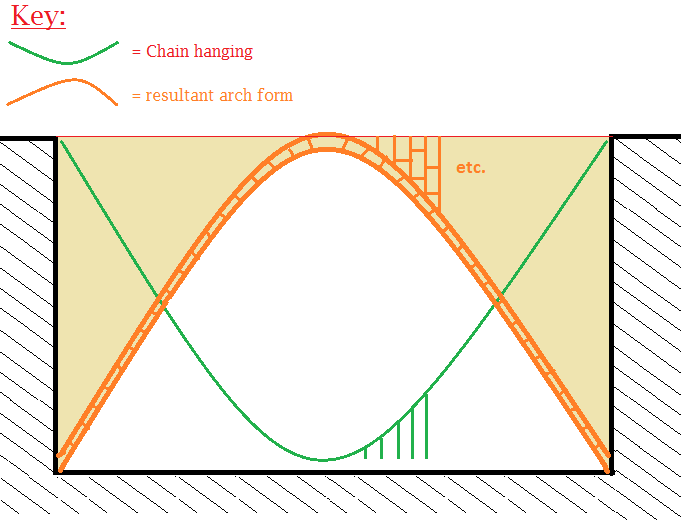 Key:
= Chain hanging
= resultant arch form
etc.